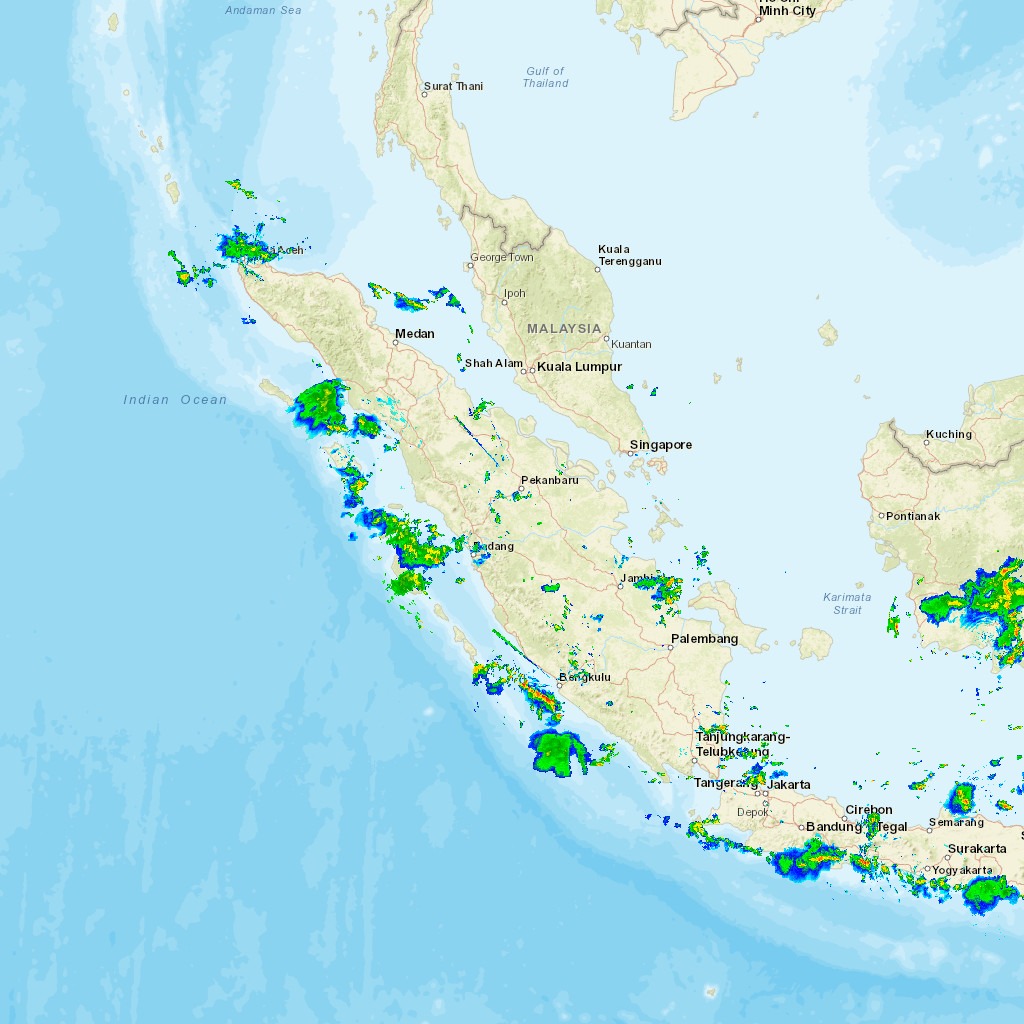 Andaman Sea
Minh City
Gulf of
Thailand
Surat Thani
Kuala
Terengganu
Aceh
George Town
Ipoh
MALAYSIA
Medan
Kuantan
Shah Alam
Kuala Lumpur
Indian Ocean
Kuching
Singapore
Pekanbaru
Pontianak
Padang
Jambi
Karimata
Strait
Palembang
Bengkulu
Tanjungkarang-
Telubketung
Tangerang
Jakarta
Depok
Cirebon
Bandung
Tegal
Semarang
Surakarta
Yogyakarta